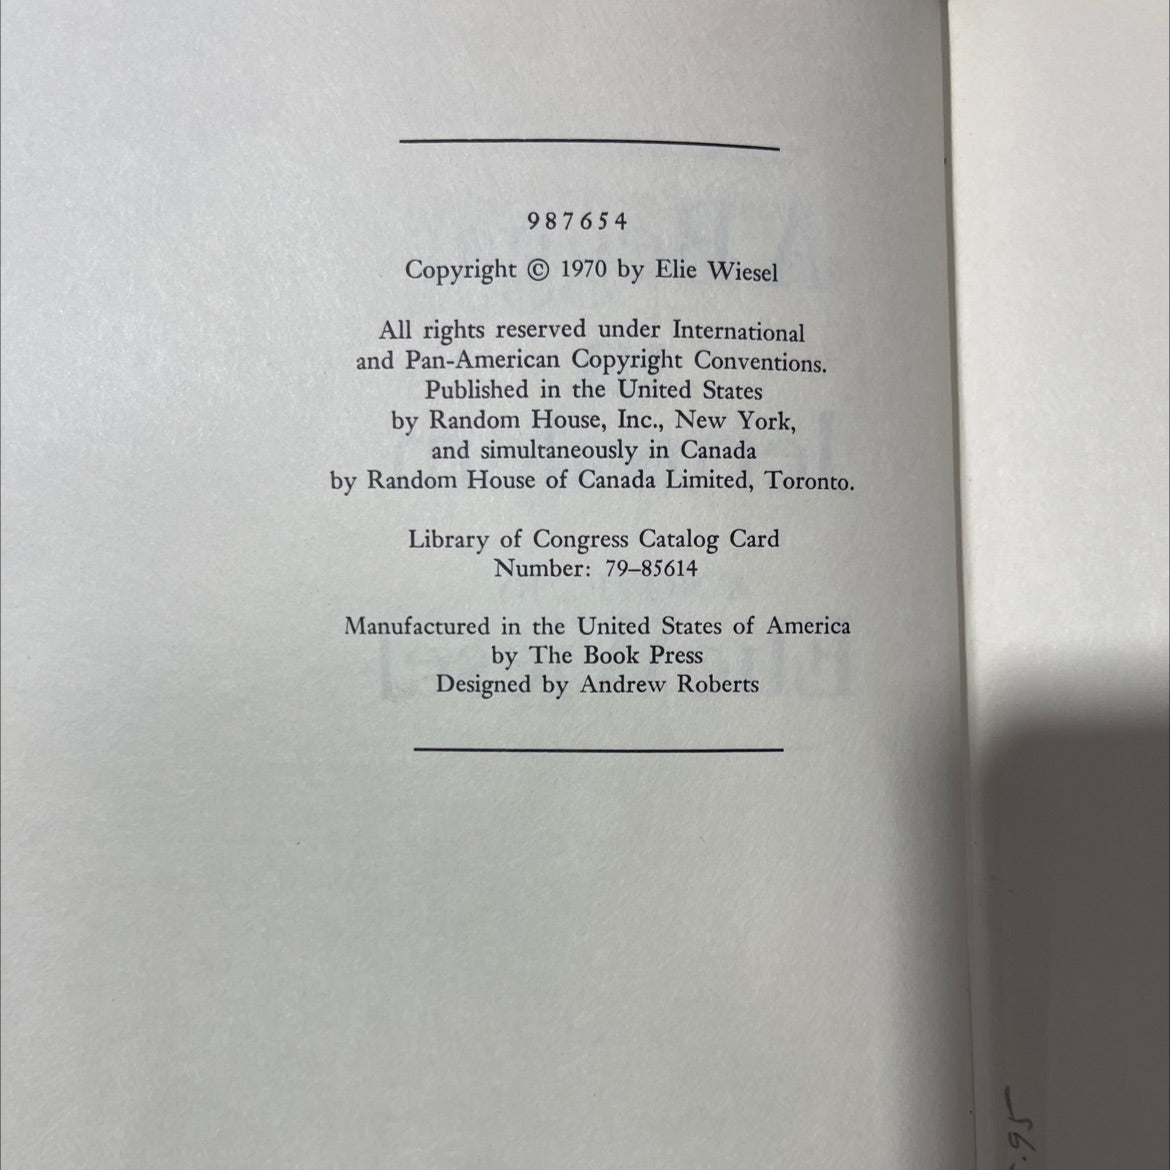 987654
Copyright © 1970 by Elie Wiesel
All rights reserved under International
and Pan-American Copyright Conventions.
Published in the United States
by Random House, Inc., New York,
and simultaneously in Canada
by Random House of Canada Limited, Toronto.
Library of Congress Catalog Card
Number: 79–85614
Manufactured in the United States of America
by The Book Press
Designed by Andrew Roberts
.95